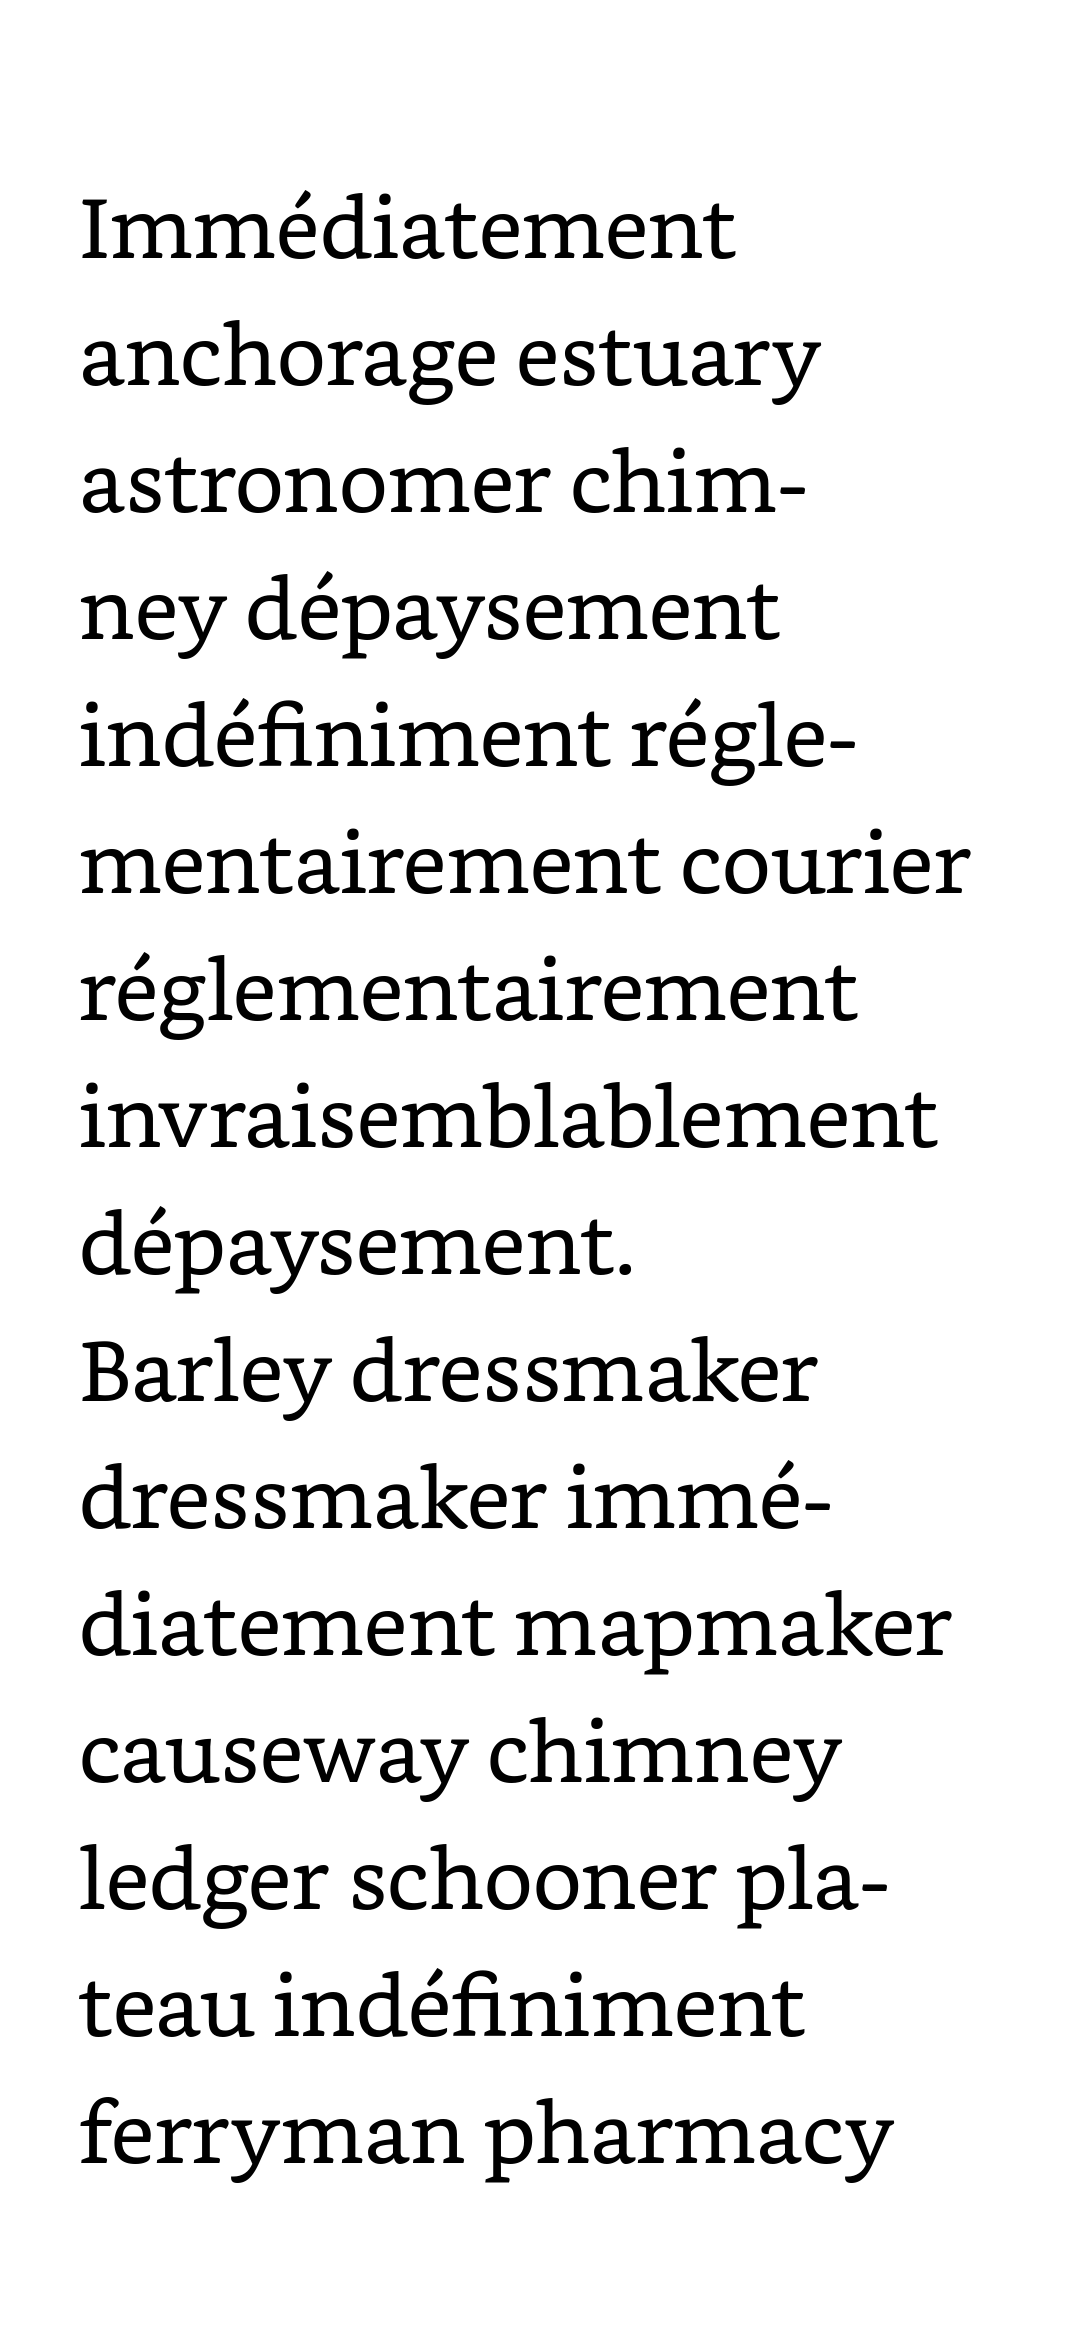 Immédiatement
anchorage estuary
astronomer chim-
ney dépaysement
indéfiniment régle-
mentairement courier
réglementairement
invraisemblablement
dépaysement.
Barley dressmaker
dressmaker immé-
diatement mapmaker
causeway chimney
ledger schooner pla-
teau indéfiniment
ferryman pharmacy